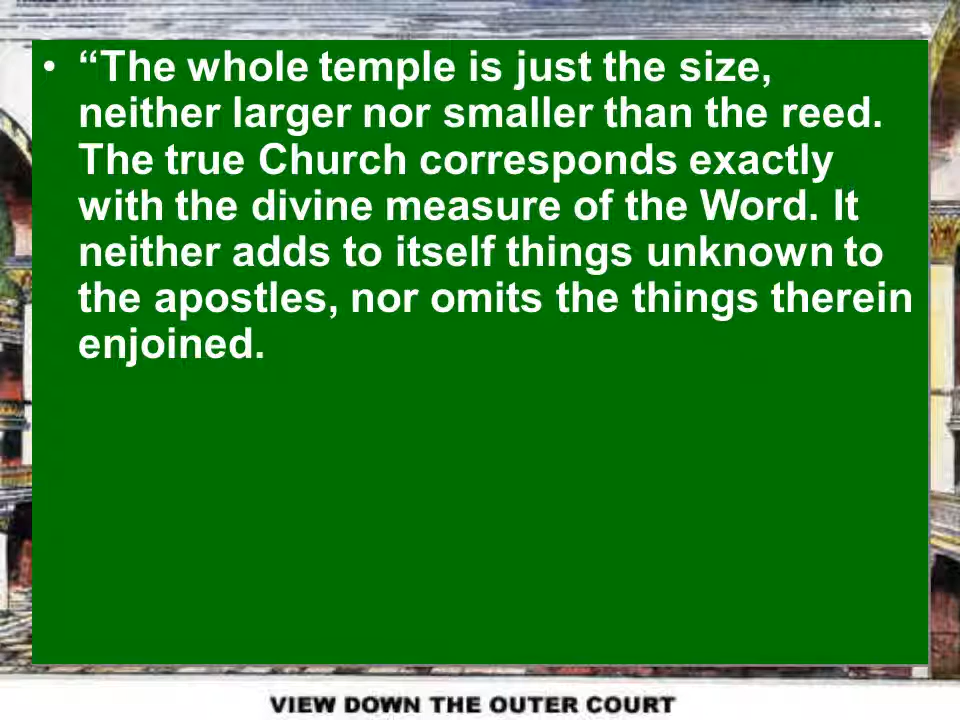 • “The whole temple is just the size,
neither larger nor smaller than the reed.
The true Church corresponds exactly
with the divine measure of the Word. It
neither adds to itself things unknown to
the apostles, nor omits the things therein
enjoined.
VIEW DOWN THE OUTER COURT